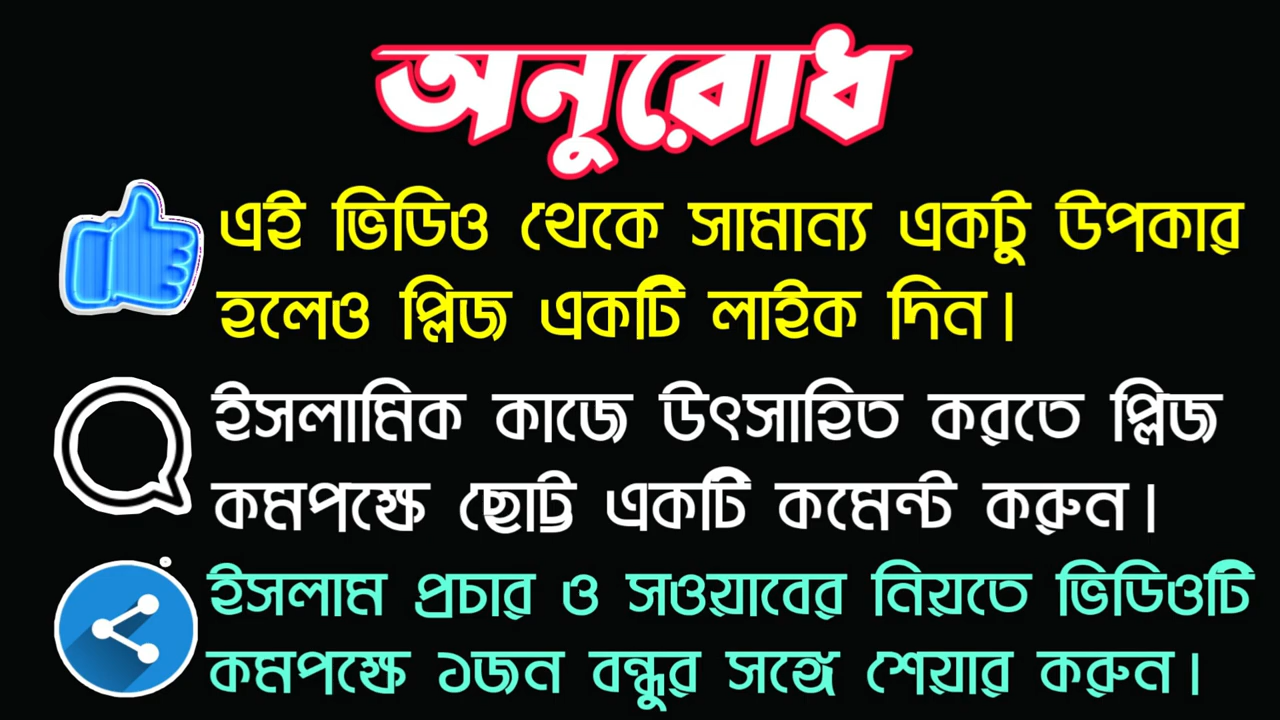 অনুরোধ
এই ভিডিও থেকে সামান্য একটু উপকার
হলেও প্লিজ একটি লাইক দিন।
ইসলামিক কাজে উৎসাহিত করতে প্লিজ
কমপক্ষে ছোট্ট একটি কমেন্ট করুন।
ইসলাম প্রচার ও সওয়াবের নিয়তে ভিডিওটি
কমপক্ষে ১জন বন্ধুর সঙ্গে শেয়ার করুন।